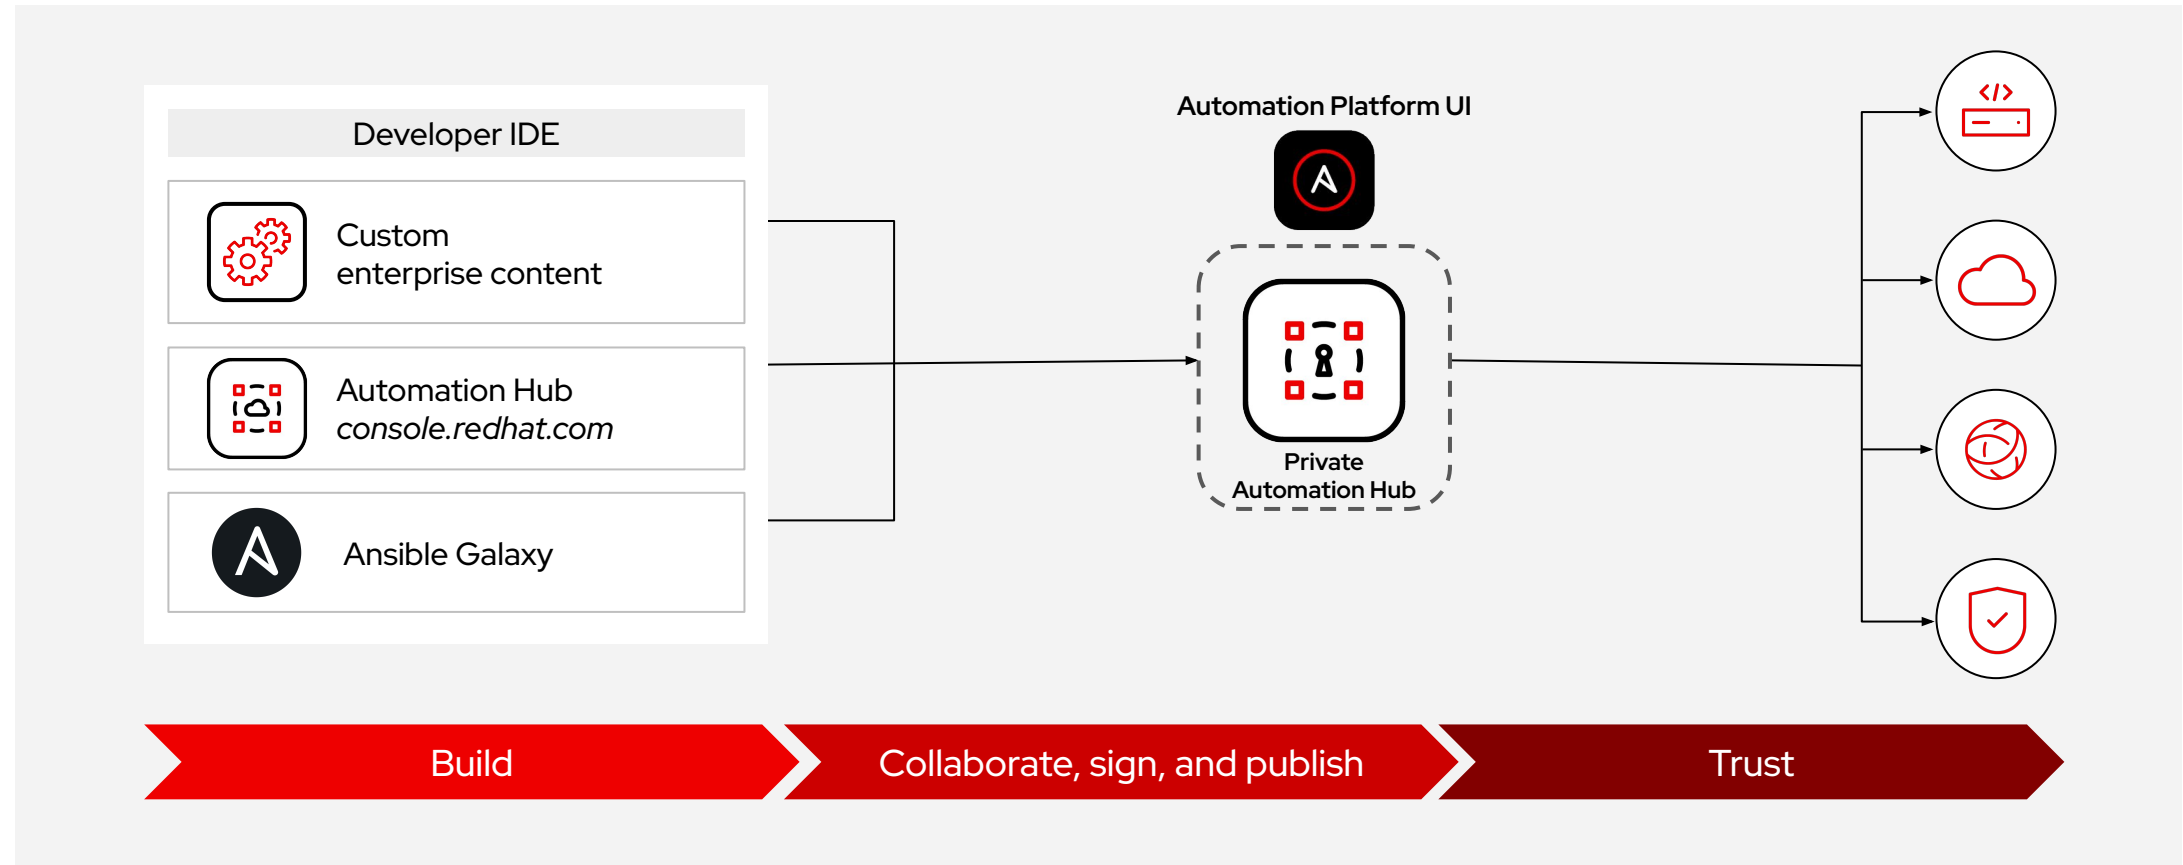 Developer IDE
Custom
enterprise content
Automation Hub
console.redhat.com
Ansible Galaxy
Automation Platform UI
Private
Automation Hub
</>
Build
Collaborate, sign, and publish
Trust